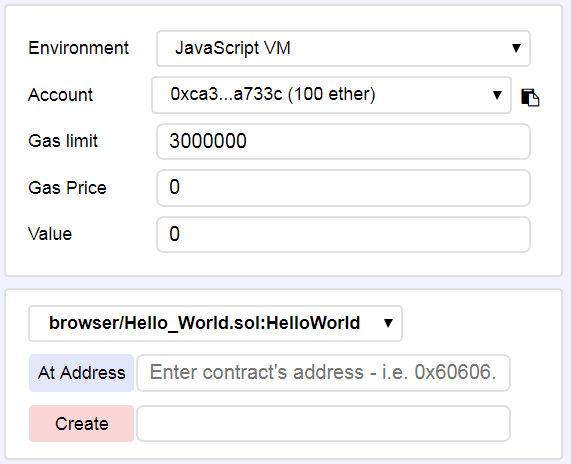 Environment JavaScript VM
Account 0xca3...a733c (100 ether)
Gas limit 3000000
Gas Price 0
Value 0
browser/Hello_World.sol:HelloWorld
At Address Enter contract's address - i.e. 0x60606.
Create